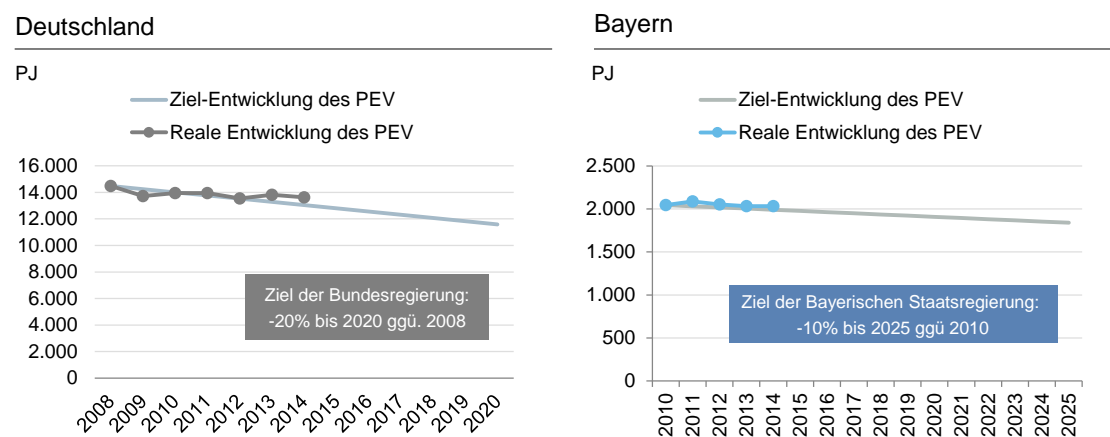 Deutschland
PJ
Ziel-Entwicklung des PEV
Reale Entwicklung des PEV
16.000
14.000
12.000
10.000
8.000
6.000
4.000
2.000
0
Ziel der Bundesregierung:
-20% bis 2020 ggü. 2008
2008 2009 2010 2011 2012 2013 2014 2015 2016 2017 2018 2019 2020
Bayern
PJ
Ziel-Entwicklung des PEV
Reale Entwicklung des PEV
2.500
2.000
1.500
1.000
500
0
Ziel der Bayerischen Staatsregierung:
-10% bis 2025 ggü 2010
2010 2011 2012 2013 2014 2015 2016 2017 2018 2019 2020 2021 2022 2023 2024 2025